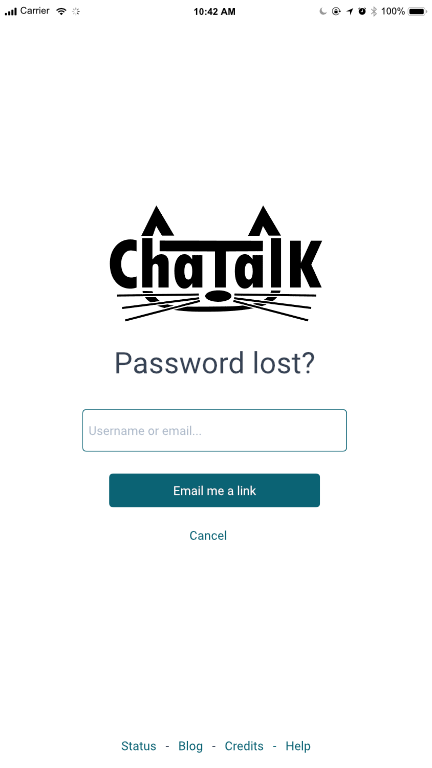 Carrier 10:42 AM 100%
ChaTalK
Password lost?
Username or email...
Email me a link
Cancel
Status - Blog - Credits - Help